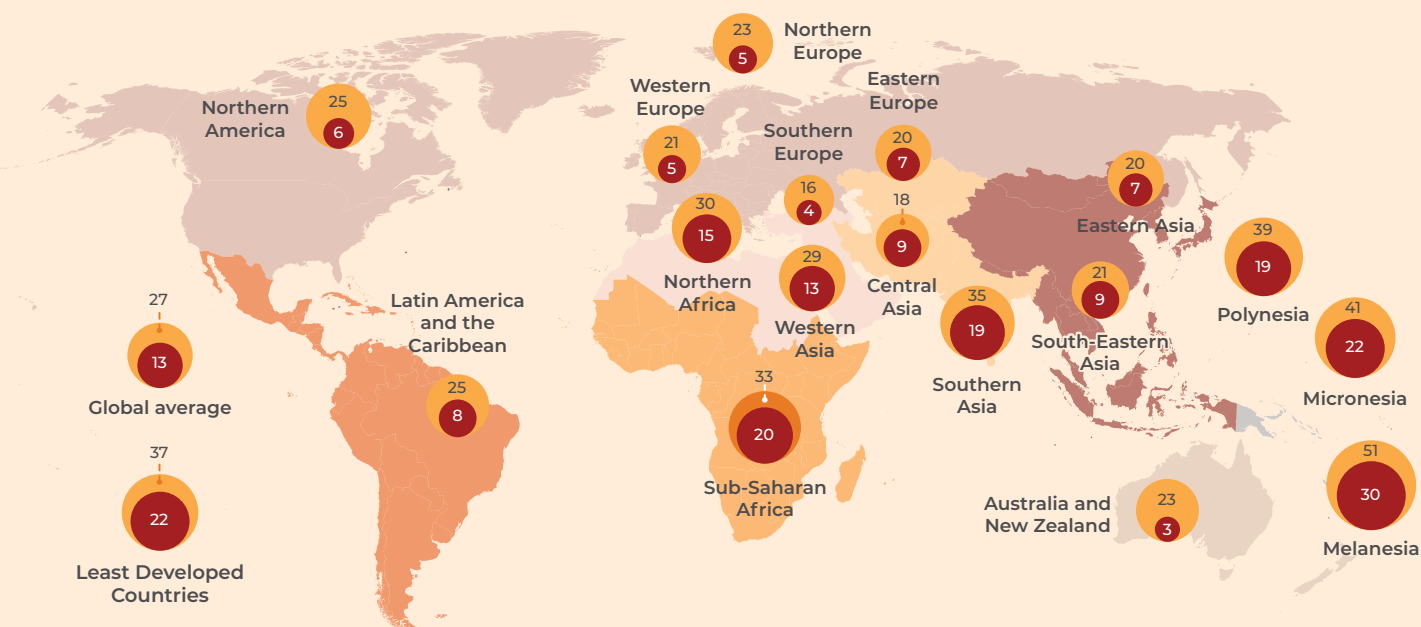 Northern
America
25
6
23
5
Northern
Europe
Western
Europe
21
5
Eastern
Europe
20
7
Southern
Europe
16
4
30
15
Northern
Africa
29
13
Western
Asia
18
9
Central
Asia
20
7
Eastern Asia
21
9
South-Eastern
Asia
35
19
Southern
Asia
39
19
Polynesia
41
22
Micronesia
27
13
Global average
Latin America
and the
Caribbean
25
8
33
20
Sub-Saharan
Africa
37
22
Least Developed
Countries
Australia and
New Zealand
23
3
51
30
Melanesia